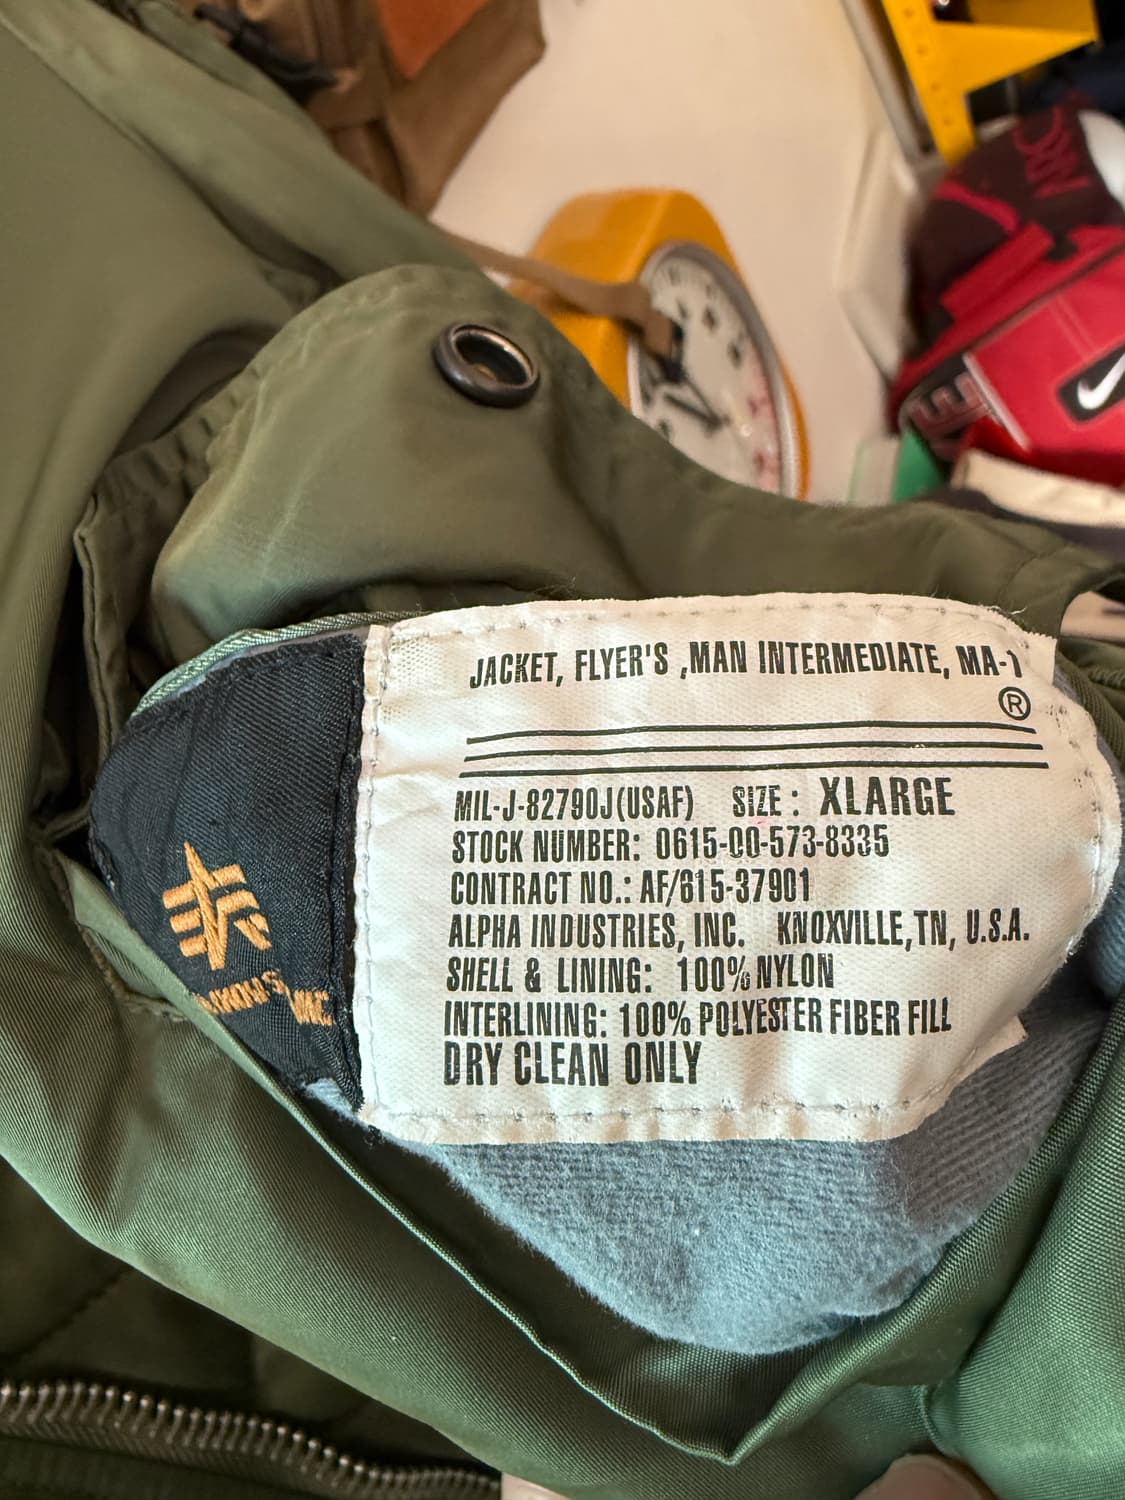 JACKET, FLYER'S ,MAN INTERMEDIATE, MA-1
®
MIL-J-82790J(USAF) SIZE: XLARGE
STOCK NUMBER: 0615-00-573-8335
CONTRACT NO.: AF/615-37901
ALPHA INDUSTRIES, INC. KNOXVILLE,TN, U.S.A.
SHELL & LINING: 100% NYLON
INTERLINING: 100% POLYESTER FIBER FILL
DRY CLEAN ONLY